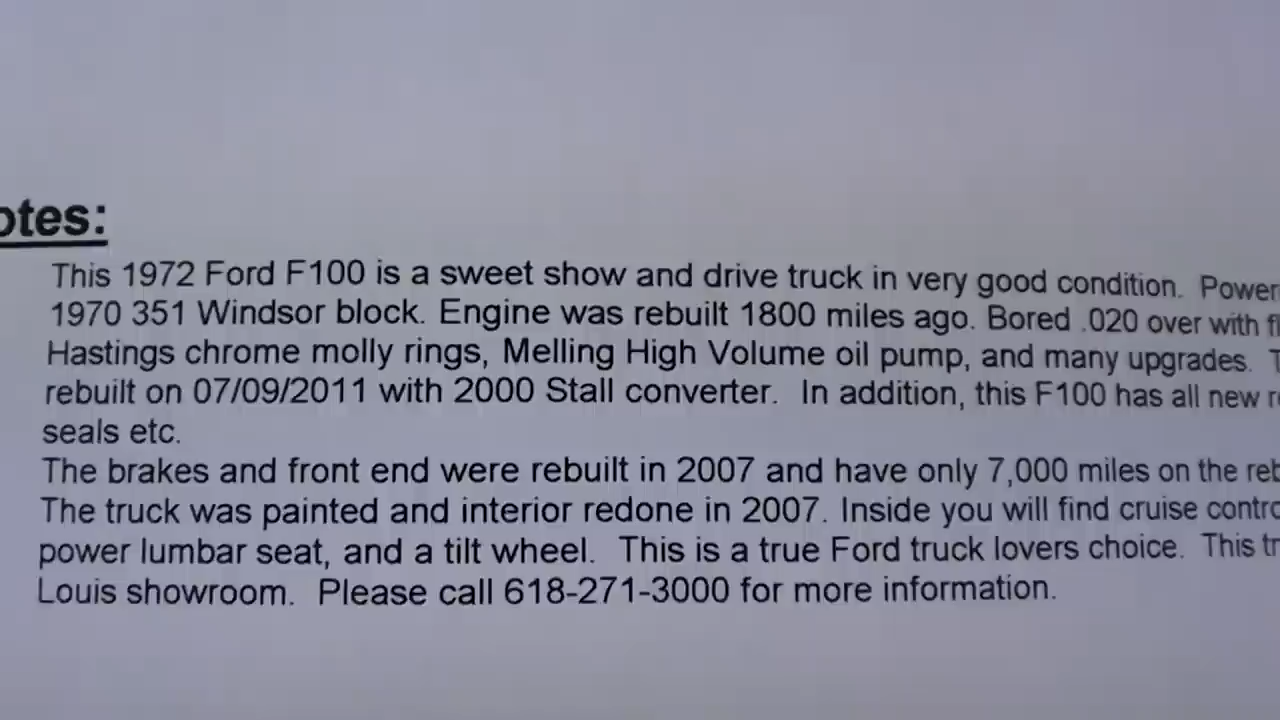 otes:
This 1972 Ford F100 is a sweet show and drive truck in very good condition. Power
1970 351 Windsor block. Engine was rebuilt 1800 miles ago. Bored .020 over with
Hastings chrome molly rings, Melling High Volume oil pump, and many upgrades.
rebuilt on 07/09/2011 with 2000 Stall converter. In addition, this F100 has all new
seals etc.
The brakes and front end were rebuilt in 2007 and have only 7,000 miles on the reb
The truck was painted and interior redone in 2007. Inside you will find cruise contro
power lumbar seat, and a tilt wheel. This is a true Ford truck lovers choice. This tr
Louis showroom. Please call 618-271-3000 for more information.